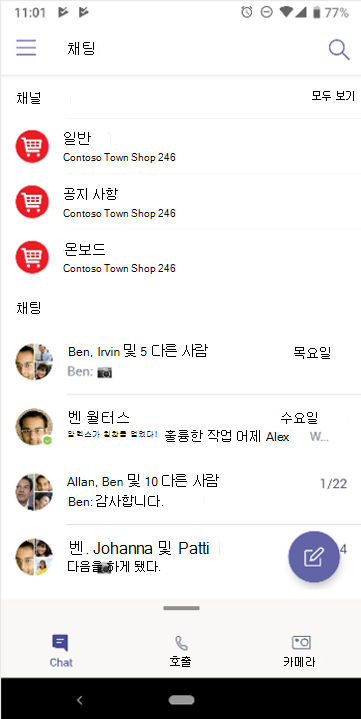 11:01
77%
채팅
채널
모두 보기
일반
Contoso Town Shop 246
공지 사항
Contoso Town Shop 246
온보드
Contoso Town Shop 246
채팅
Ben, Irvin 및 5 다른 사람
목요일
Ben:
벤 월터스
수요일
훌륭한 작업 어제 Alex W...
Allan, Ben 및 10 다른 사람
1/22
Ben: 감사합니다.
벤. Johanna 및 Patti
4
다음을 하게 됐다.
Chat
호출
카메라